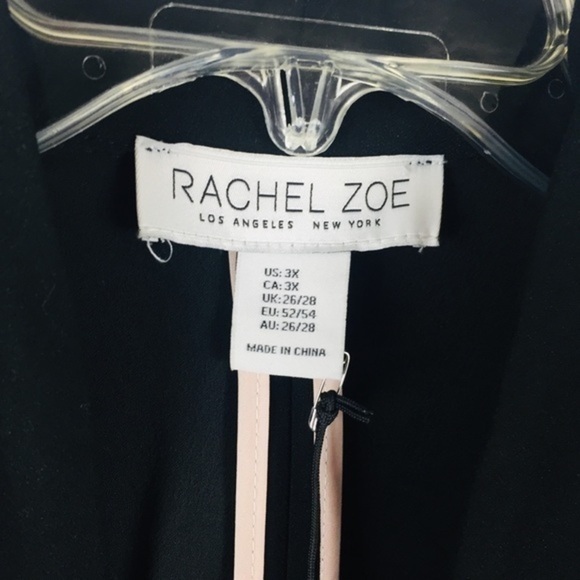 RACHEL ZOE
LOS ANGELES NEW YORK
US: 3X
CA: 3X
UK: 26/28
EU: 52/54
AU: 26/28
MADE IN CHINA